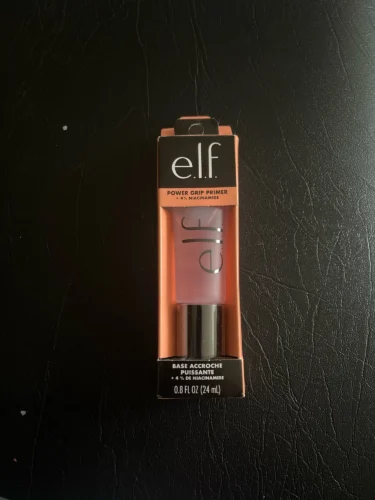 e.l.f.
POWER GRIP PRIMER
+ 4% NIACINAMIDE
e.l.f.
BASE ACCROCHE
PUISSANTE
+ 4 % DE NIACINAMIDE
0.8 FL OZ (24 mL)